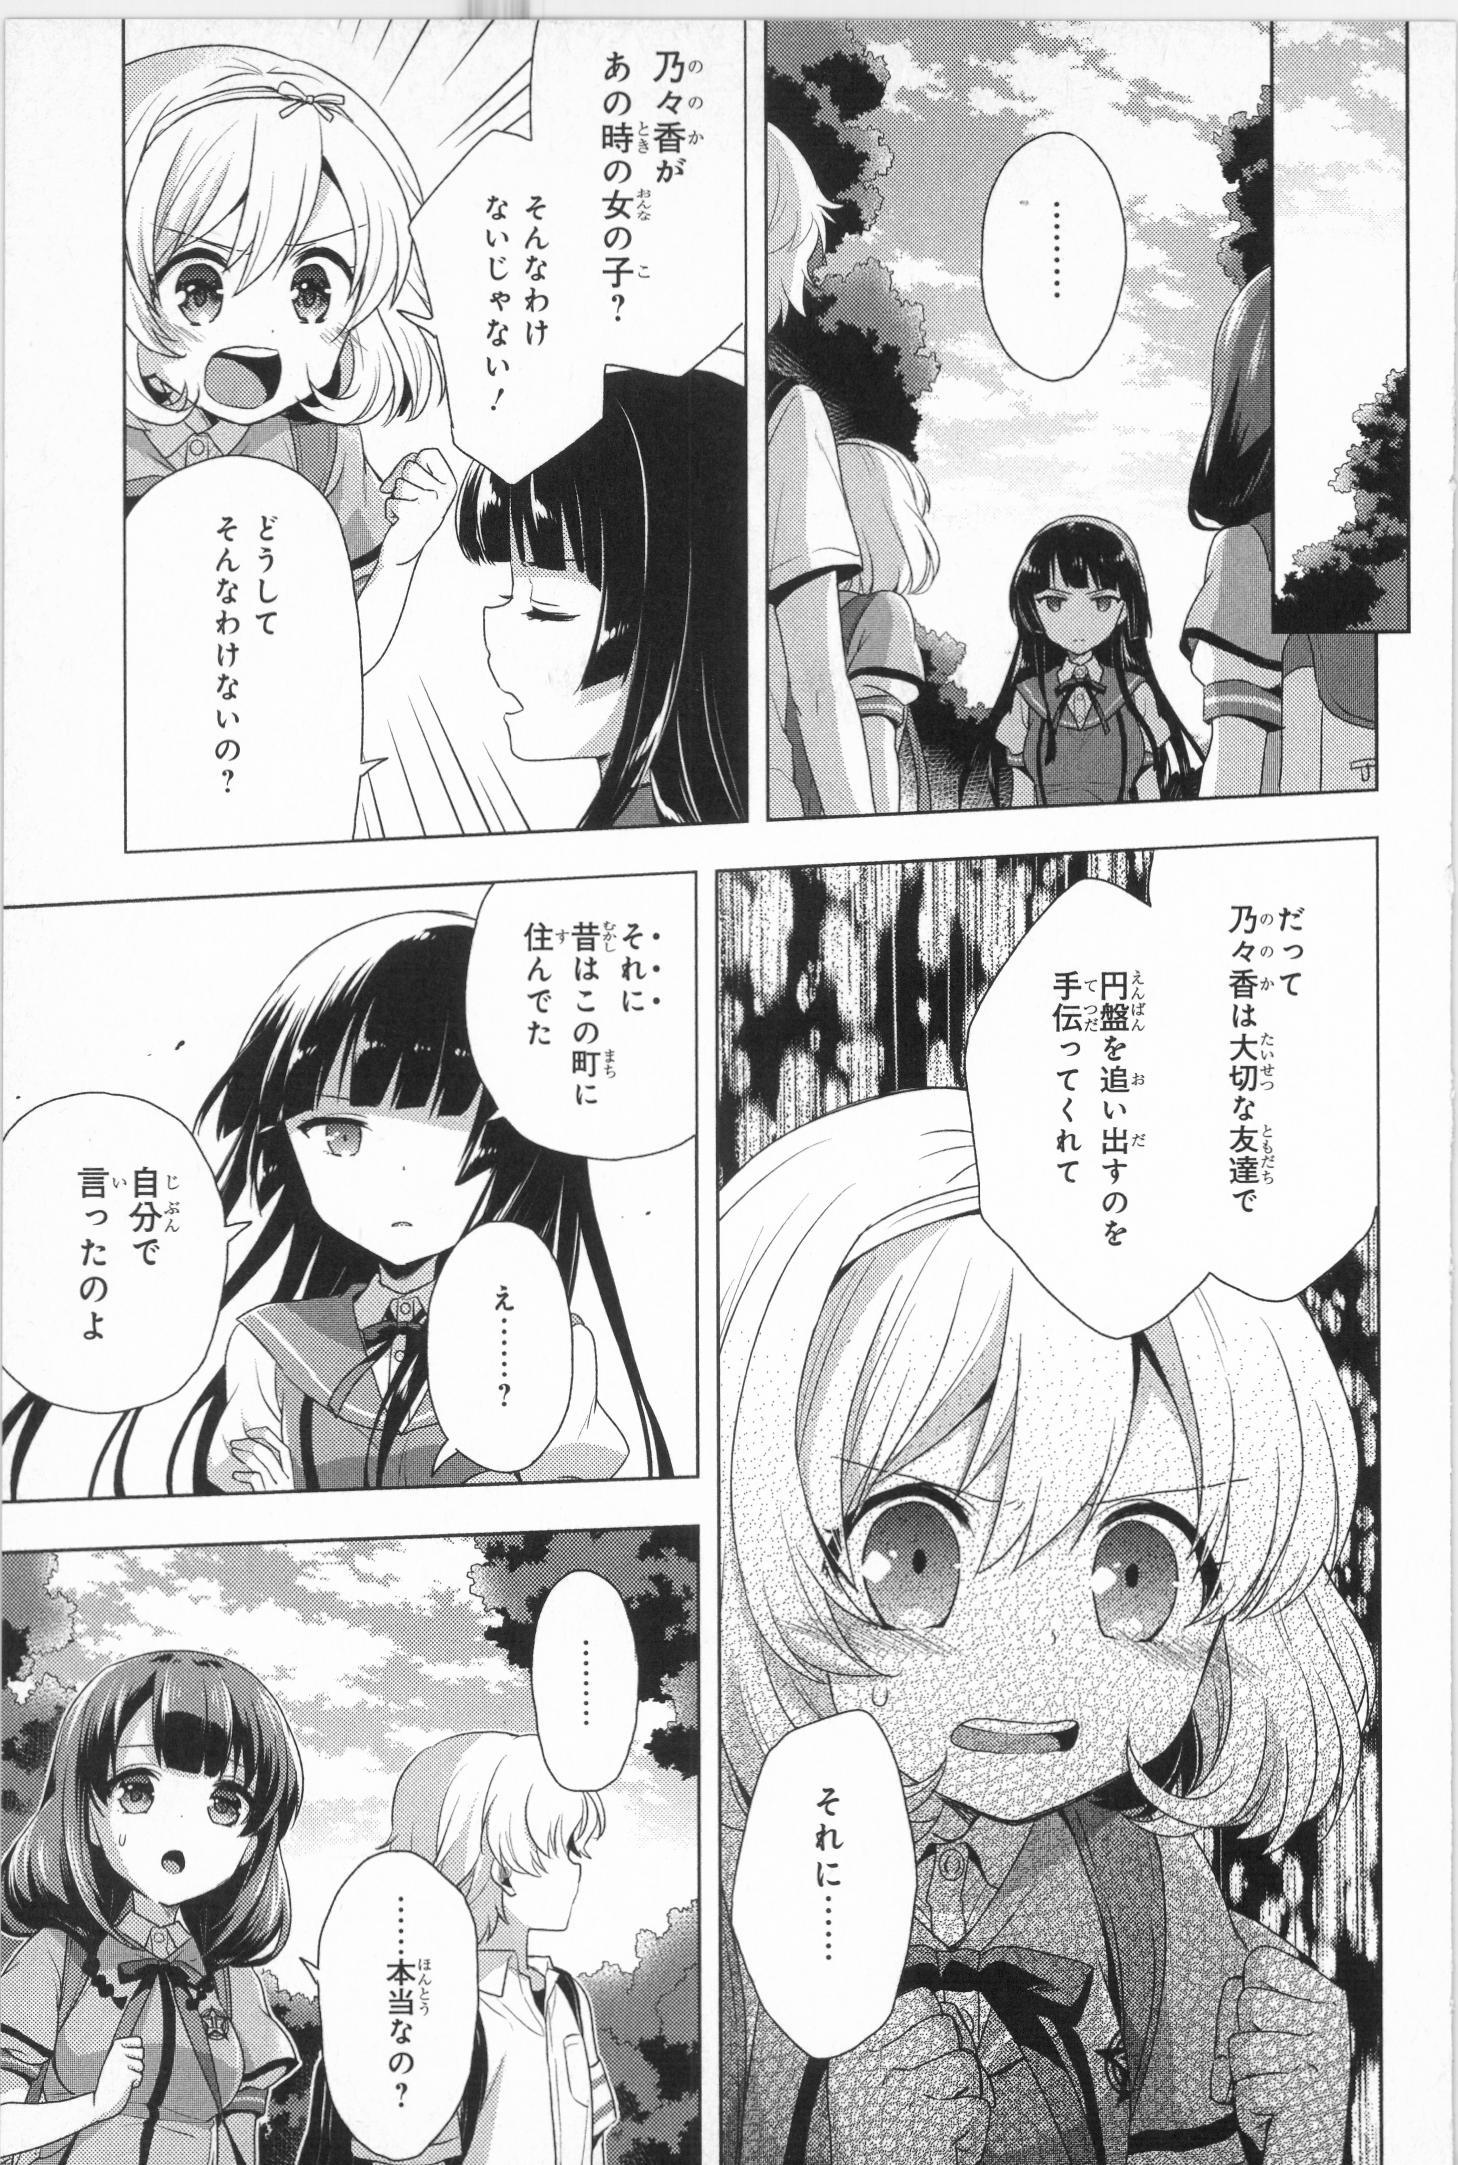 ………
乃々香が
あの時の女の子？
そんなわけ
ないじゃない！
どうして
そんなわけないの？
だって
乃々香は大切な友達で
円盤を追い出すのを
手伝ってくれて
それに……
それに
昔はこの町に
住んでた
え……？
自分で
言ったのよ
………
……本当なの？